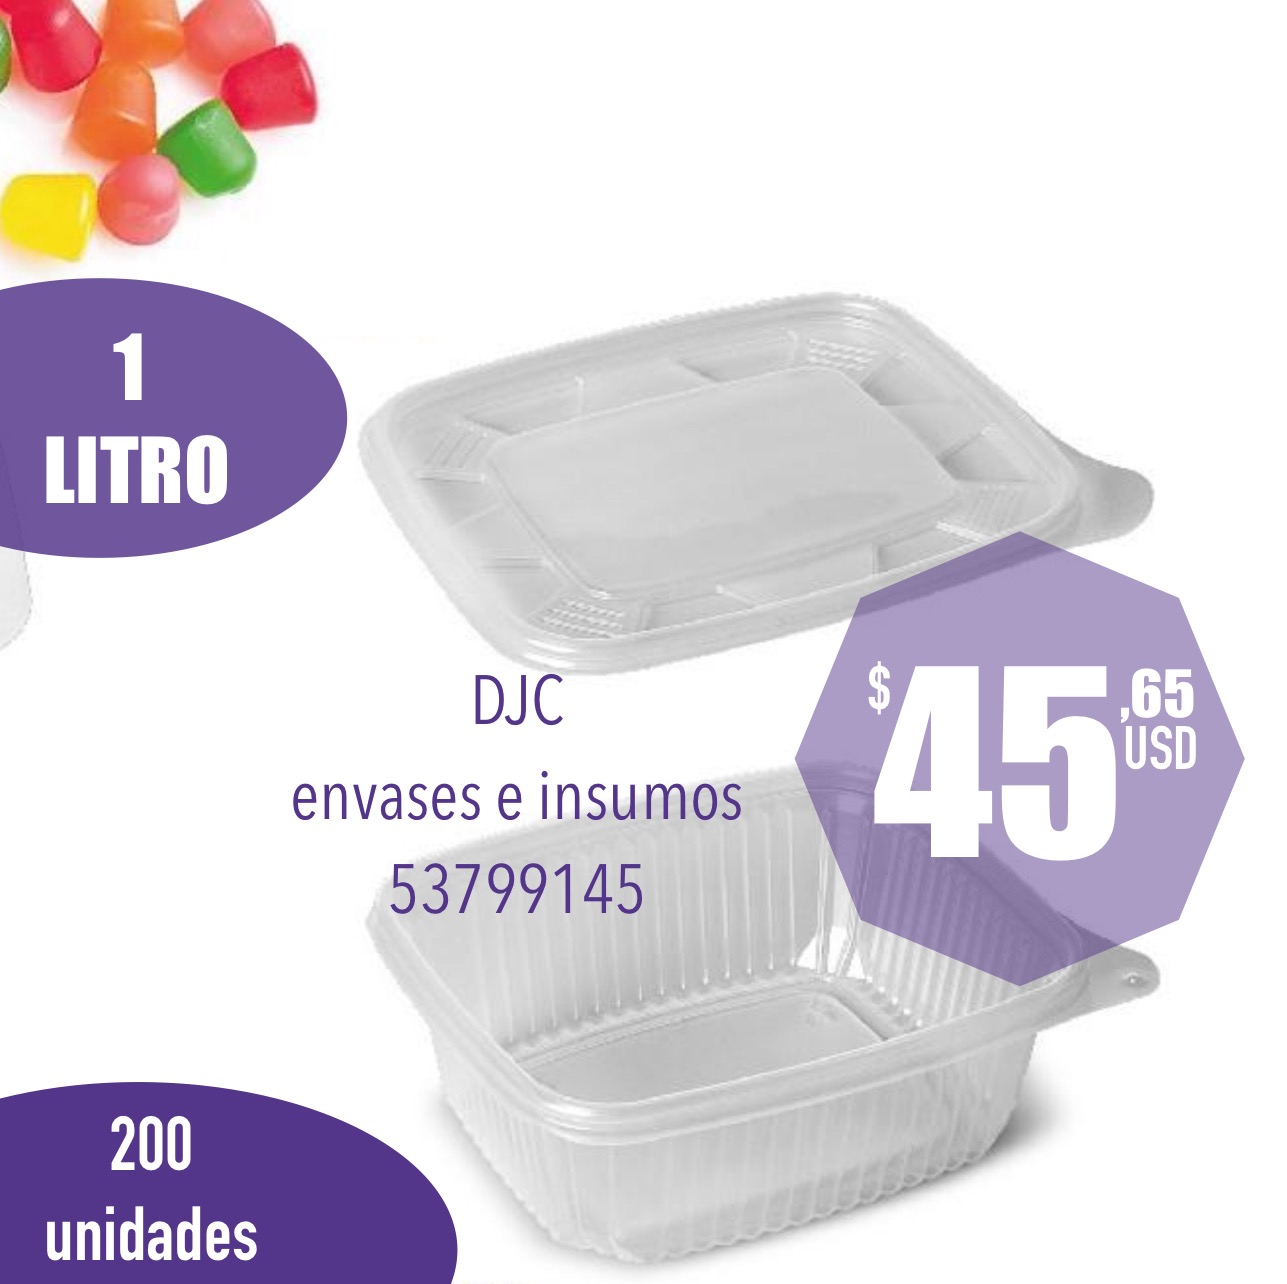 1
LITRO
DJC
envases e insumos
53799145
$45,65
USD
200
unidades